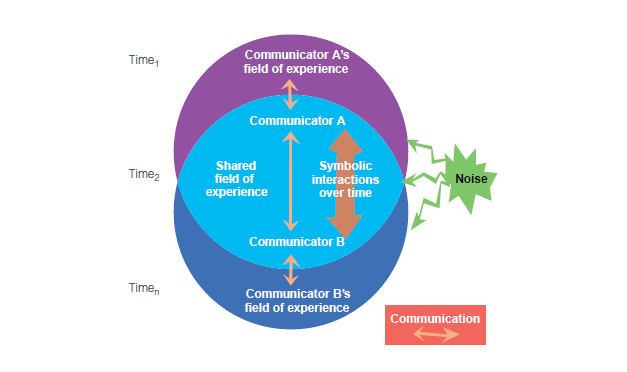 Time₁
Communicator A's
field of experience
Communicator A
Time₂
Shared
field of
experience
Symbolic
interactions
over time
Noise
Communicator B
Timeₙ
Communicator B's
field of experience
Communication